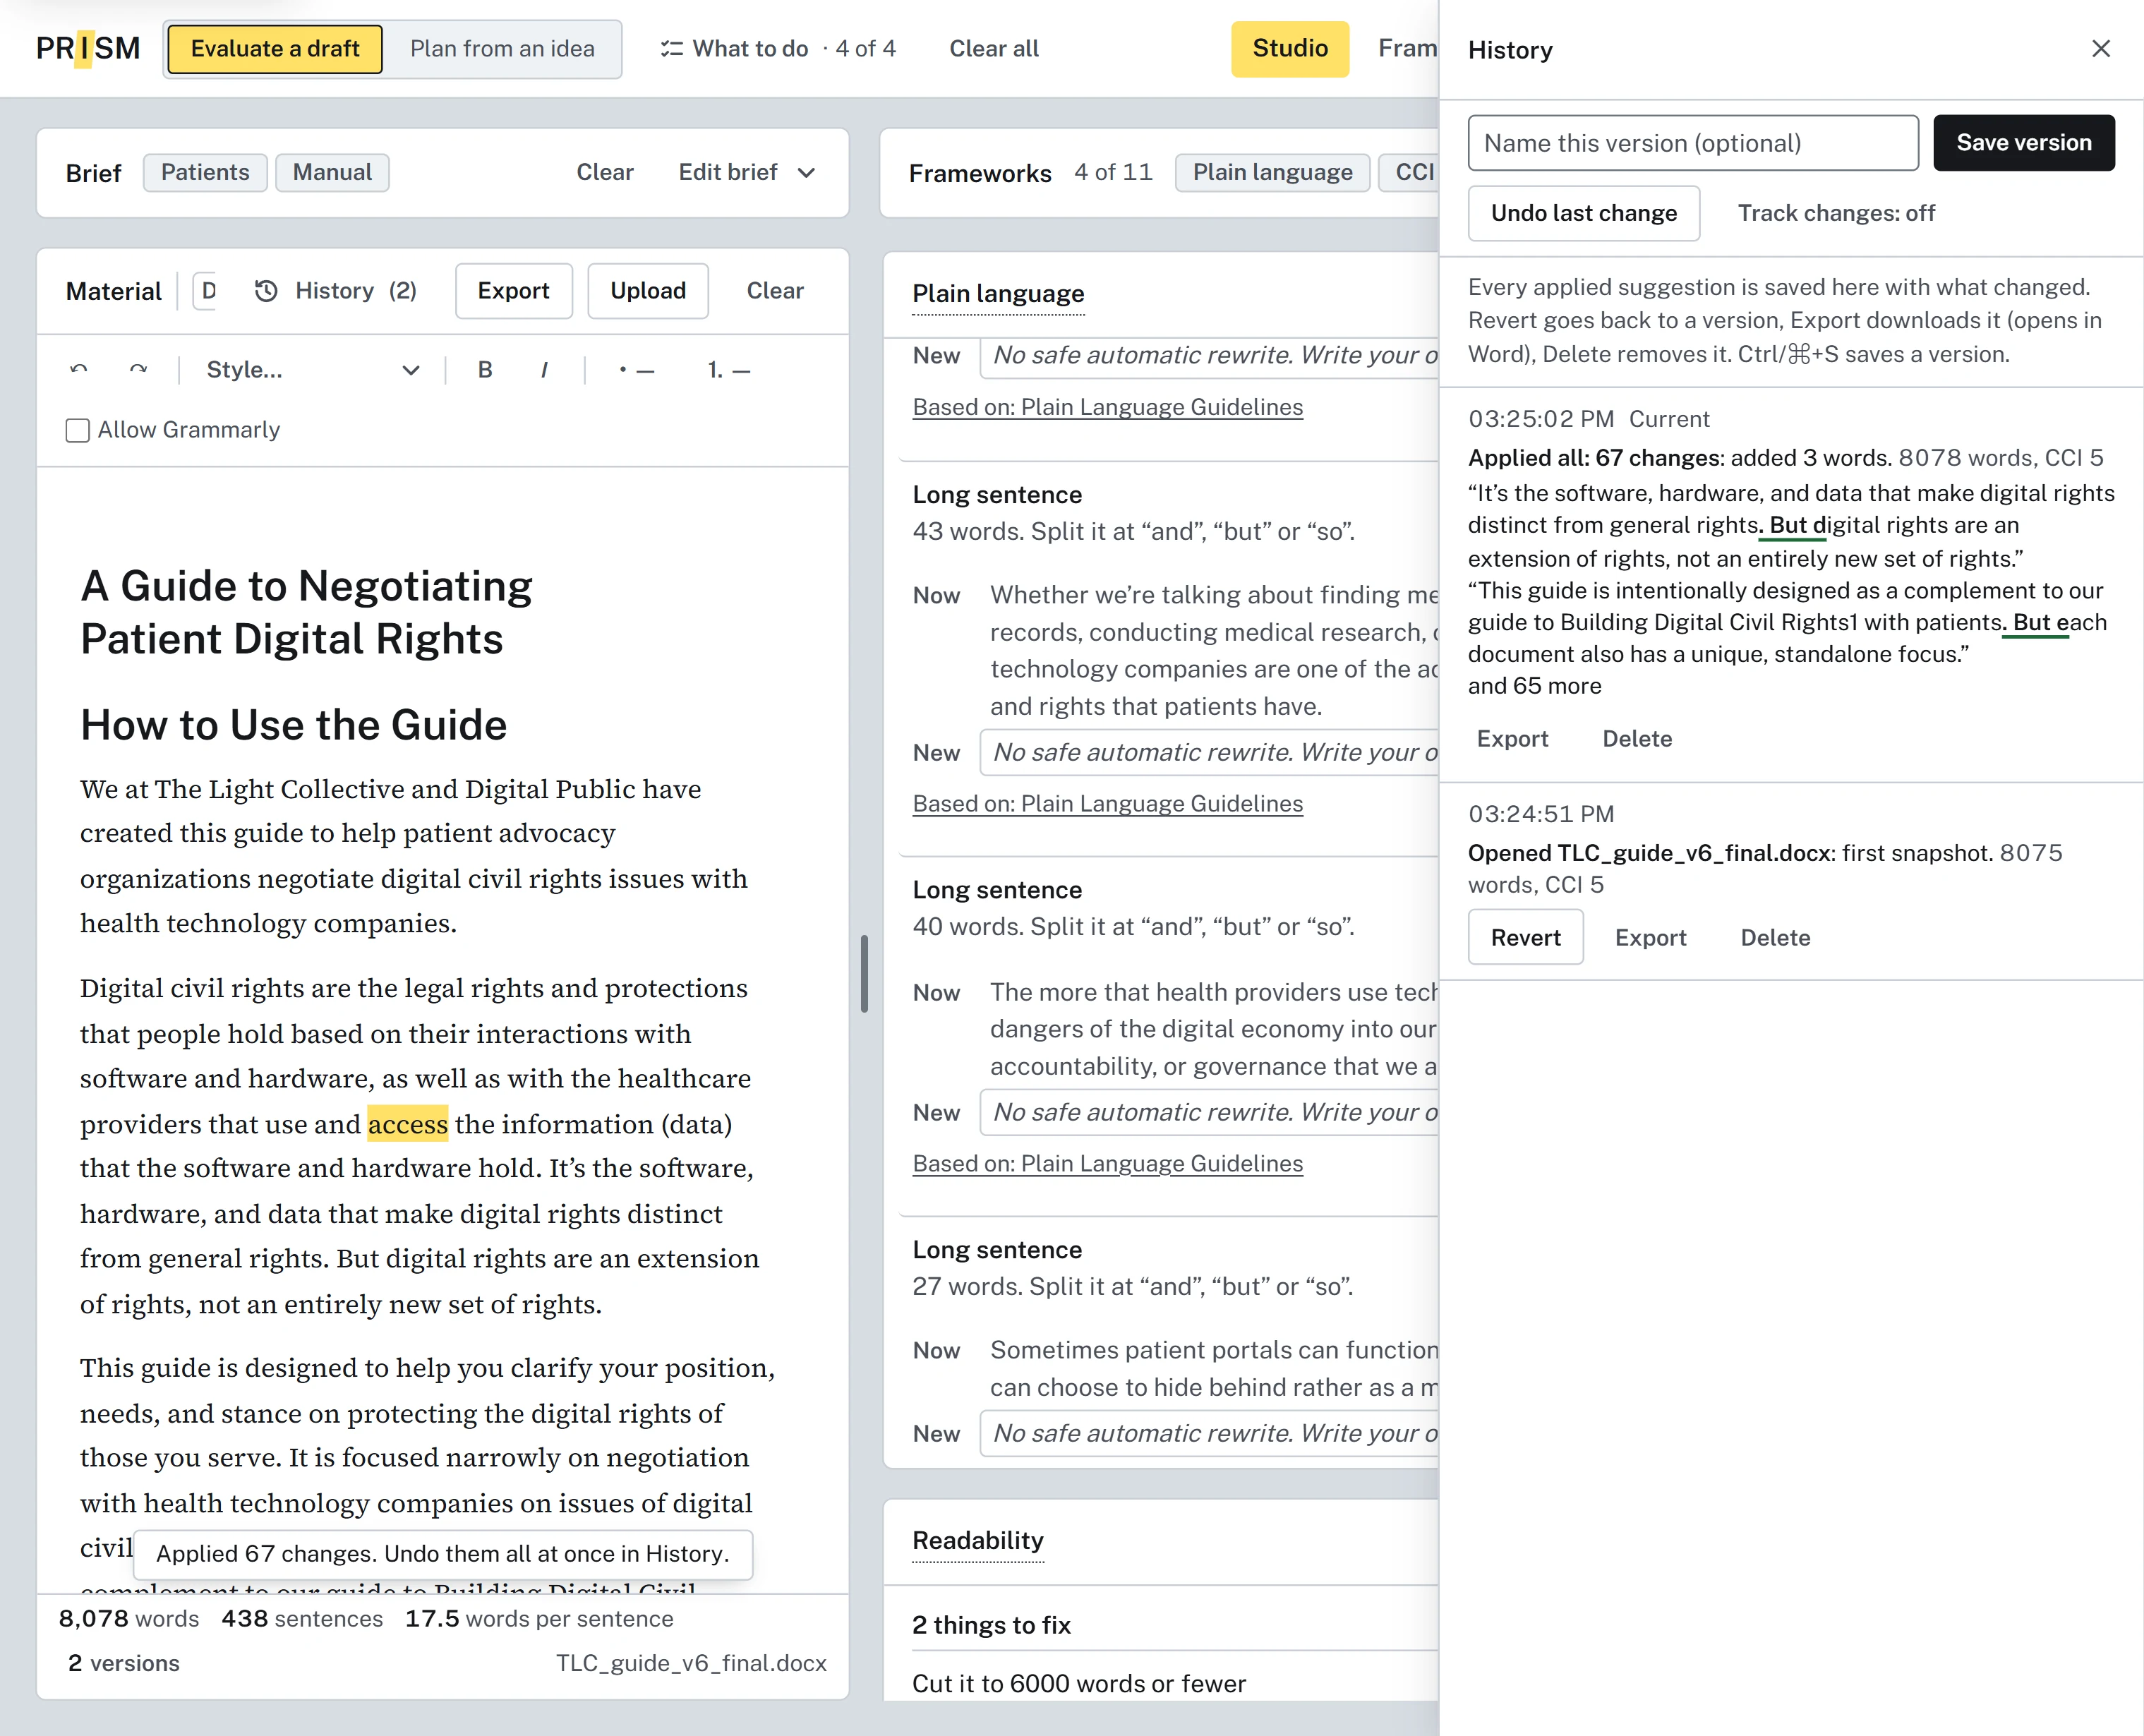 PRISM
Evaluate a draft
Plan from an idea
What to do · 4 of 4
Clear all
Studio
Fram
Brief
Patients
Manual
Clear
Edit brief
Material
D
History (2)
Export
Upload
Clear
Style...
B
I
• —
1. —
Allow Grammarly
A Guide to Negotiating
Patient Digital Rights
How to Use the Guide
We at The Light Collective and Digital Public have
created this guide to help patient advocacy
organizations negotiate digital civil rights issues with
health technology companies.
Digital civil rights are the legal rights and protections
that people hold based on their interactions with
software and hardware, as well as with the healthcare
providers that use and access the information (data)
that the software and hardware hold. It’s the software,
hardware, and data that make digital rights distinct
from general rights. But digital rights are an extension
of rights, not an entirely new set of rights.
This guide is designed to help you clarify your position,
needs, and stance on protecting the digital rights of
those you serve. It is focused narrowly on negotiation
with health technology companies on issues of digital
civil
Applied 67 changes. Undo them all at once in History.
complement to our guide to Building Digital Civil
8,078 words 438 sentences 17.5 words per sentence
2 versions
TLC_guide_v6_final.docx
Frameworks 4 of 11
Plain language
CCI
Plain language
New No safe automatic rewrite. Write your o
Based on: Plain Language Guidelines
Long sentence
43 words. Split it at “and”, “but” or “so”.
Now Whether we’re talking about finding me
records, conducting medical research, c
technology companies are one of the ac
and rights that patients have.
New No safe automatic rewrite. Write your o
Based on: Plain Language Guidelines
Long sentence
40 words. Split it at “and”, “but” or “so”.
Now The more that health providers use tech
dangers of the digital economy into our
accountability, or governance that we a
New No safe automatic rewrite. Write your o
Based on: Plain Language Guidelines
Long sentence
27 words. Split it at “and”, “but” or “so”.
Now Sometimes patient portals can function
can choose to hide behind rather as a m
New No safe automatic rewrite. Write your o
Readability
2 things to fix
Cut it to 6000 words or fewer
History
Name this version (optional)
Save version
Undo last change
Track changes: off
Every applied suggestion is saved here with what changed.
Revert goes back to a version, Export downloads it (opens in
Word), Delete removes it. Ctrl/⌘+S saves a version.
03:25:02 PM Current
Applied all: 67 changes: added 3 words. 8078 words, CCI 5
“It’s the software, hardware, and data that make digital rights
distinct from general rights. But digital rights are an
extension of rights, not an entirely new set of rights.”
“This guide is intentionally designed as a complement to our
guide to Building Digital Civil Rights1 with patients. But each
document also has a unique, standalone focus.”
and 65 more
Export
Delete
03:24:51 PM
Opened TLC_guide_v6_final.docx: first snapshot. 8075
words, CCI 5
Revert
Export
Delete